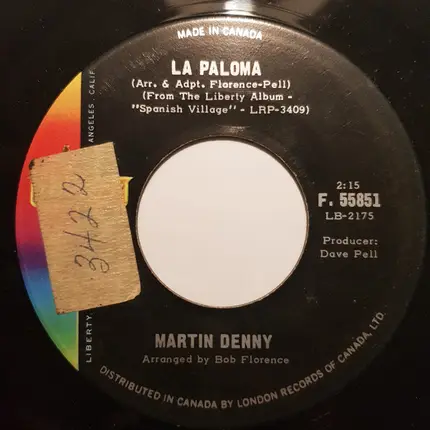 MADE IN CANADA
LA PALOMA
(Arr. & Adpt. Florence-Pell)
(From The Liberty Album -
"Spanish Village" - LRP-3409)
2:15
F. 55851
LB-2175
Producer:
Dave Pell
MARTIN DENNY
Arranged by Bob Florence
DISTRIBUTED IN CANADA BY LONDON RECORDS OF CANADA, LTD.
LIBERTY
ANGELES, CALIF
3422